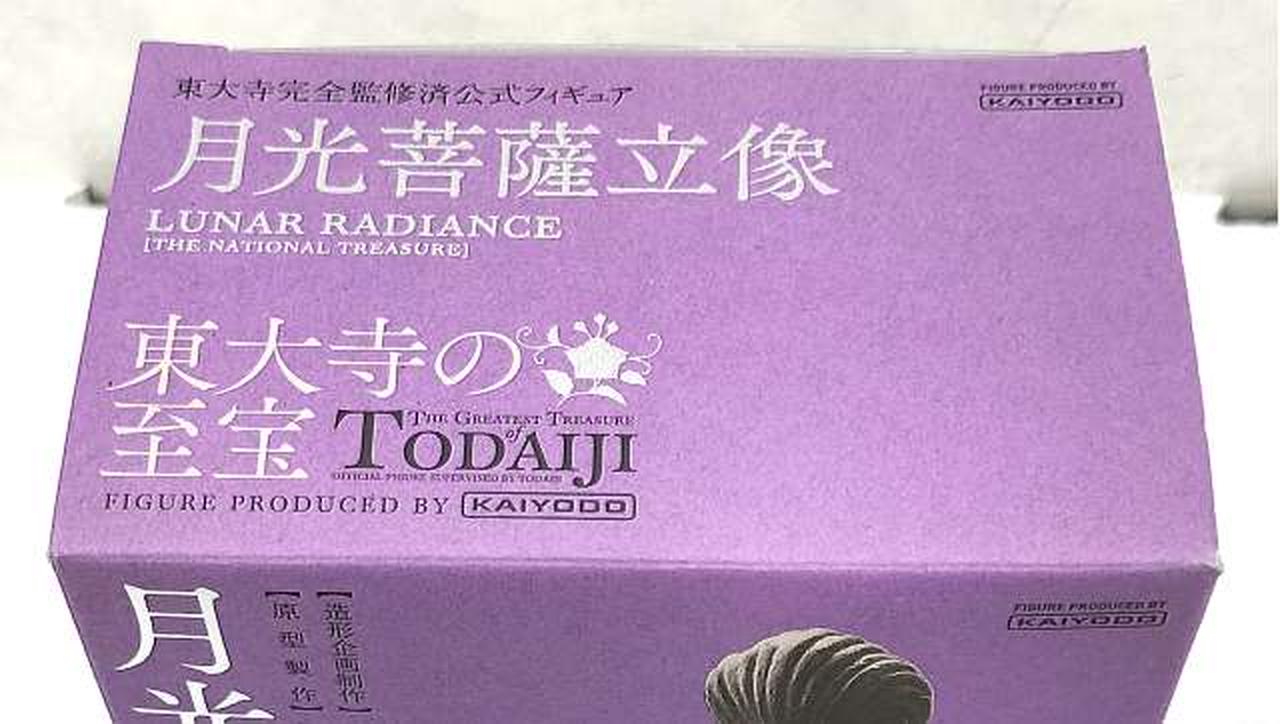 東大寺完全監修済公式フィギュア
FIGURE PRODUCED BY
KAIYODO
月光菩薩立像
LUNAR RADIANCE
[THE NATIONAL TREASURE]
東大寺の
至宝
THE GREATEST TREASURE
of
TODAIJI
OFFICIAL FIGURE SUPERVISED BY TODAIJI
FIGURE PRODUCED BY KAIYODO
月光
【造形企画制作】
【原型製作】
FIGURE PRODUCED BY
KAIYODO